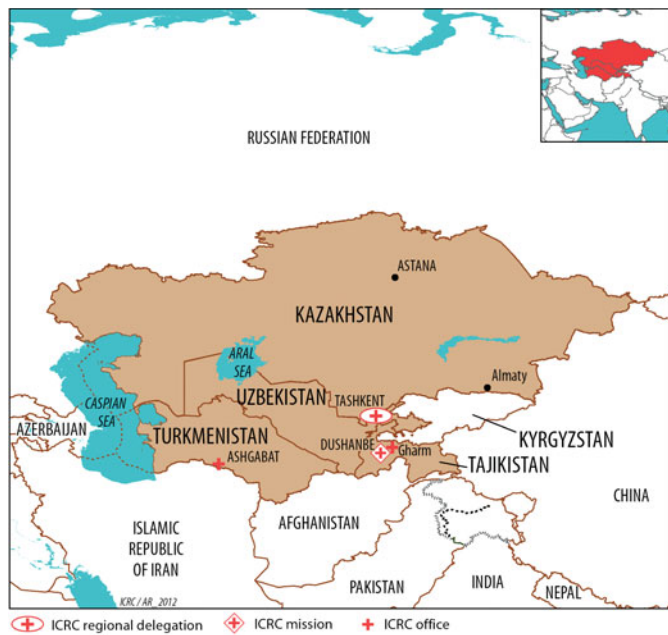 RUSSIAN FEDERATION
ASTANA
KAZAKHSTAN
ARAL
SEA
Almaty
UZBEKISTAN
TASHKENT
CASPIAN
SEA
AZERBAIJAN
TURKMENISTAN
KYRGYZSTAN
DUSHANBE
Gharm
ASHGABAT
TAJIKISTAN
CHINA
ISLAMIC
REPUBLIC
OF IRAN
AFGHANISTAN
PAKISTAN
INDIA
NEPAL
ICRC / AR_2012
ICRC regional delegation
ICRC mission
ICRC office